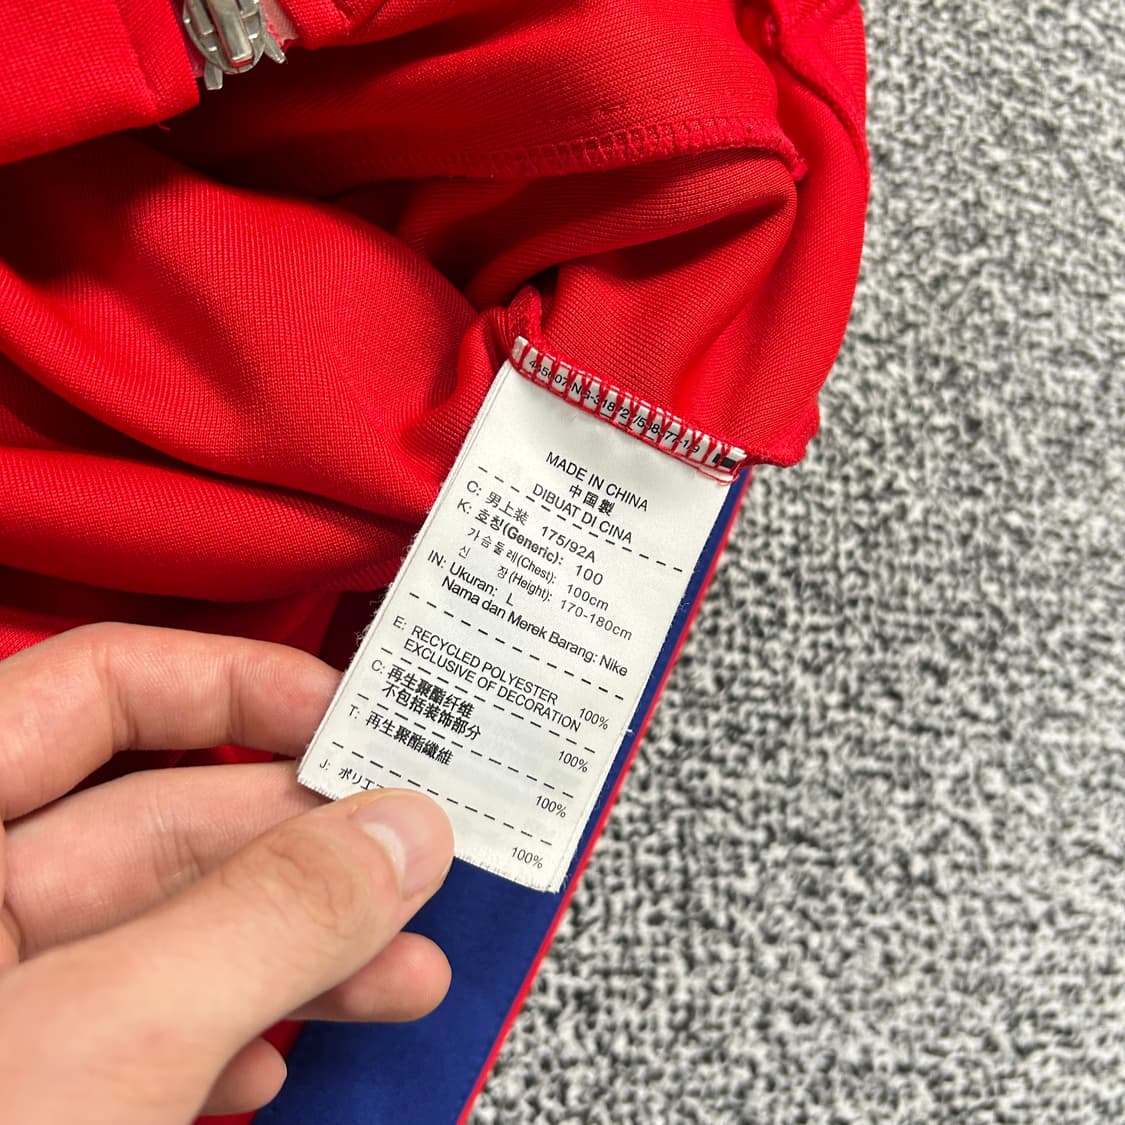 MADE IN CHINA
中国製
DIBUAT DI CINA
C: 男上装 175/92A
K: 호칭(Generic): 100
가슴둘레(Chest): 100cm
신 장(Height): 170-180cm
IN: Ukuran: L
Nama dan Merek Barang: Nike
E: RECYCLED POLYESTER 100%
EXCLUSIVE OF DECORATION
C: 再生聚酯纤维 100%
不包括装饰部分
T: 再生聚酯纖維 100%
J: ポリエ 100%